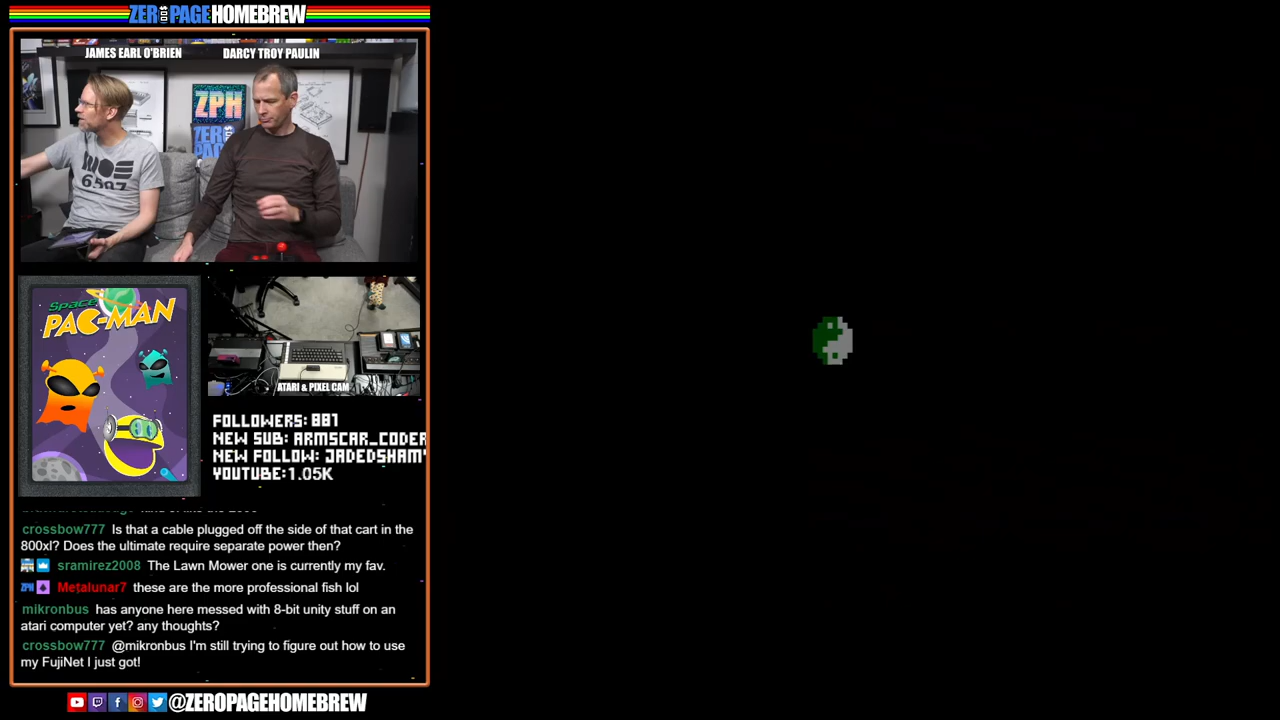 ZEROPAGEHOMEBREW
JAMES EARL O'BRIEN
DARCY TROY PAULIN
ZPH
ZERO
Space
PAC-MAN
ATARI & PIXEL CAM
FOLLOWERS: 881
NEW SUB: ARMSCAR_CODER
NEW FOLLOW: JADEDSHAM
YOUTUBE:1.05K
crossbow777 Is that a cable plugged off the side of that cart in the
800xl? Does the ultimate require separate power then?
sramirez2008 The Lawn Mower one is currently my fav.
ZPH Metalunar7 these are the more professional fish lol
mikronbus has anyone here messed with 8-bit unity stuff on an
atari computer yet? any thoughts?
crossbow777 @mikronbus I'm still trying to figure out how to use
my FujiNet I just got!
@ZEROPAGEHOMEBREW